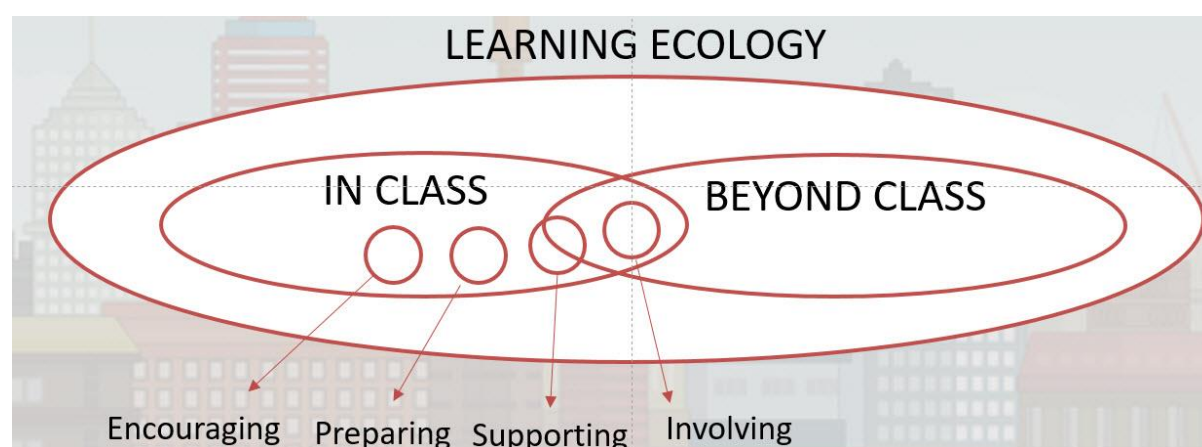 LEARNING ECOLOGY
IN CLASS
BEYOND CLASS
Encouraging
Preparing
Supporting
Involving